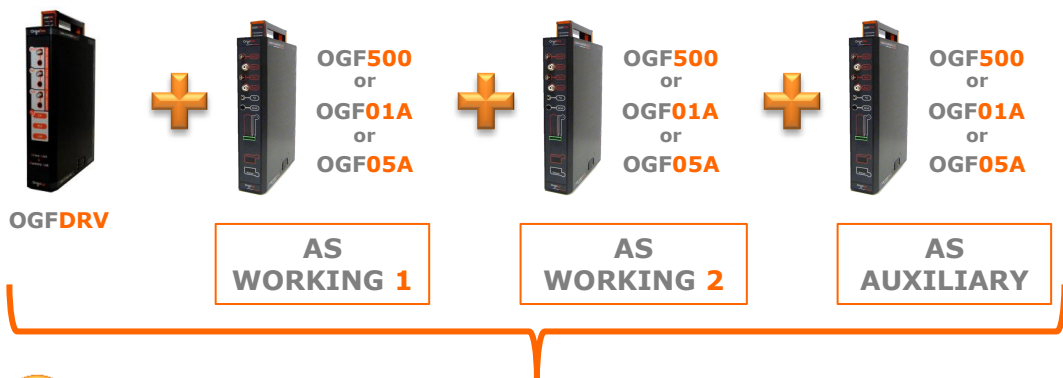 OGF500
or
OGF01A
or
OGF05A
OGF500
or
OGF01A
or
OGF05A
OGF500
or
OGF01A
or
OGF05A
OGFDRV
AS
WORKING 1
AS
WORKING 2
AS
AUXILIARY